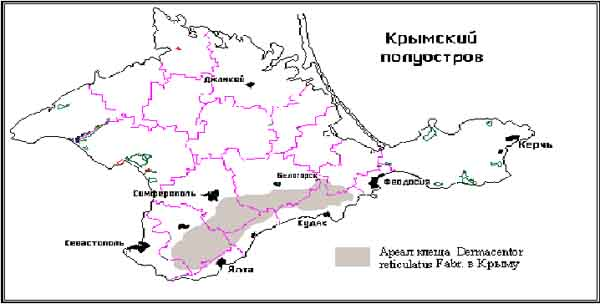 Крымский
полуостров
Джанкой
Керчь
Белогорск
Феодосия
Симферополь
Судак
Севастополь
Ялта
Ареал клеща Dermacentor
reticulatus Fabr. в Крыму